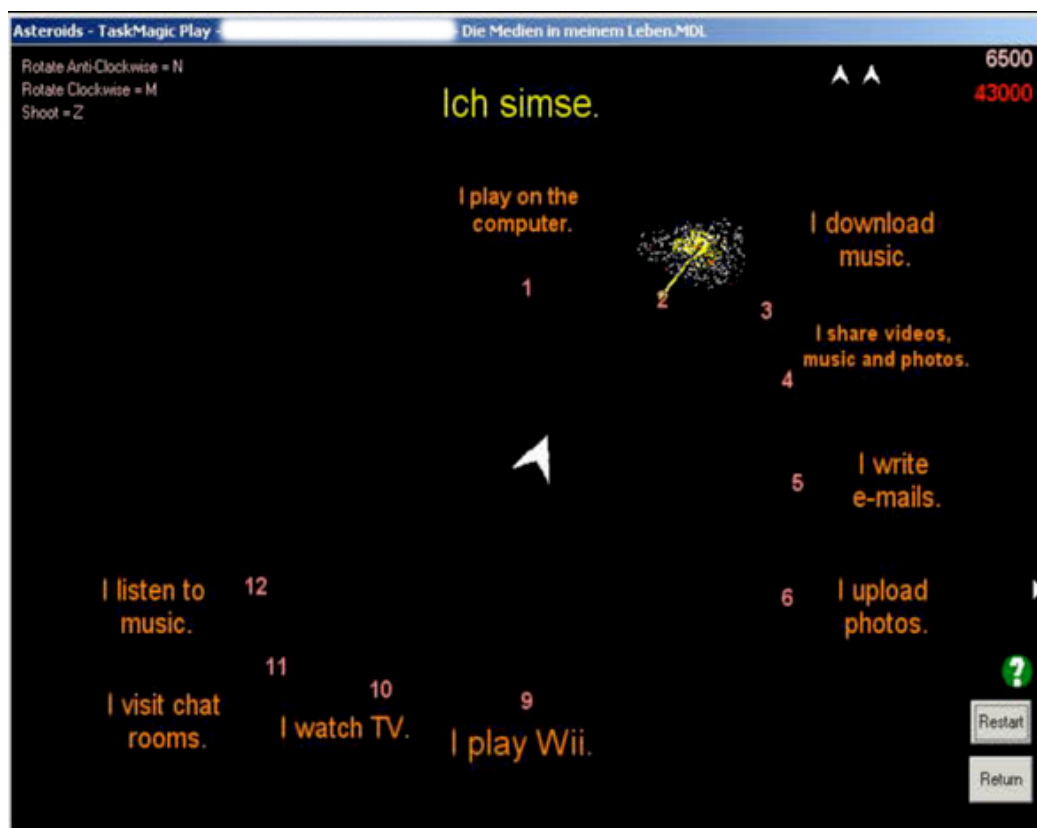 Asteroids - TaskMagic Play -
- Die Medien in meinem Leben.MDL
Rotate Anti-Clockwise = N
Rotate Clockwise = M
Shoot = Z
6500
43000
Ich simse.
I play on the
computer.
1
2
3
I download
music.
I share videos,
music and photos.
4
5
I write
e-mails.
6
I upload
photos.
12
I listen to
music.
11
I visit chat
rooms.
10
I watch TV.
9
I play Wii.
?
Restart
Return